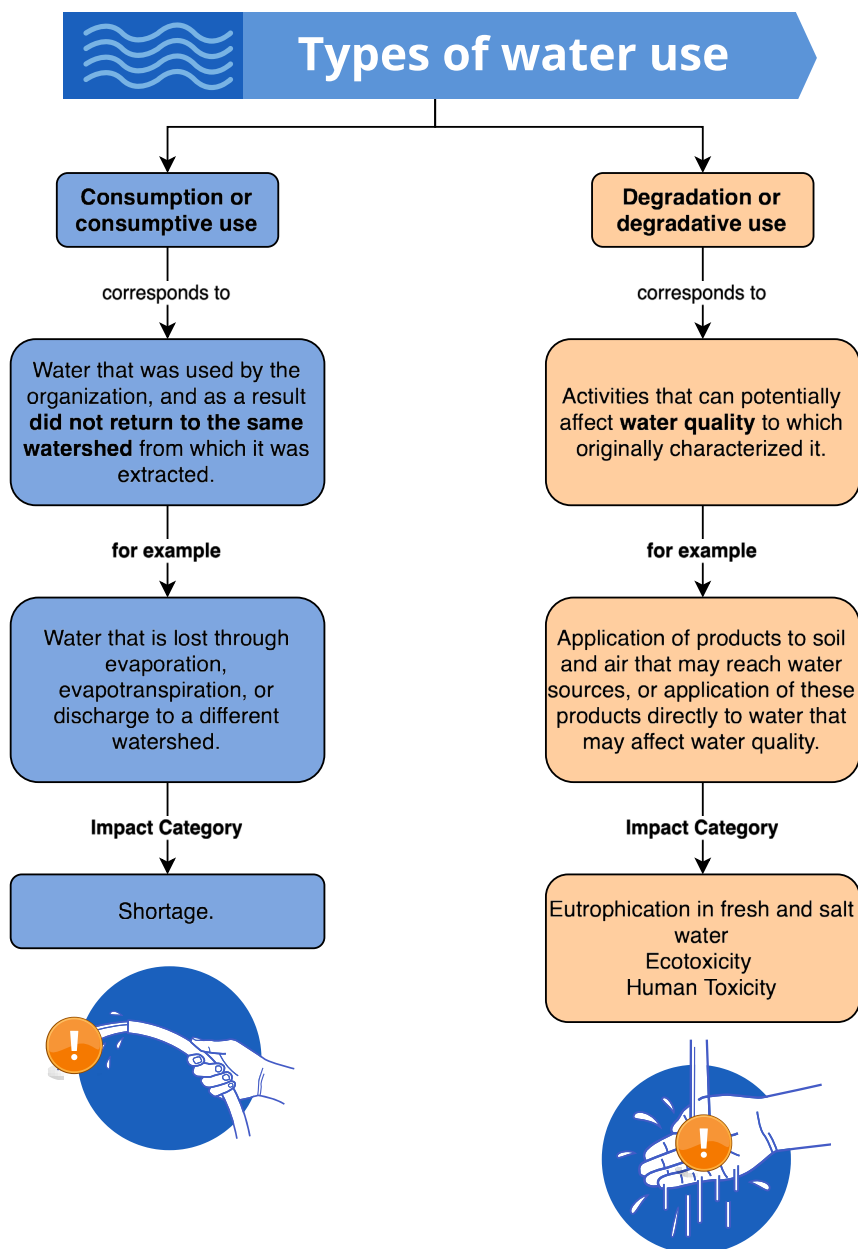 Types of water use
Consumption or
consumptive use
corresponds to
Water that was used by the
organization, and as a result
did not return to the same
watershed from which it was
extracted.
for example
Water that is lost through
evaporation,
evapotranspiration, or
discharge to a different
watershed.
Impact Category
Shortage.
!
Degradation or
degradative use
corresponds to
Activities that can potentially
affect water quality to which
originally characterized it.
for example
Application of products to soil
and air that may reach water
sources, or application of these
products directly to water that
may affect water quality.
Impact Category
Eutrophication in fresh and salt
water
Ecotoxicity
Human Toxicity
!